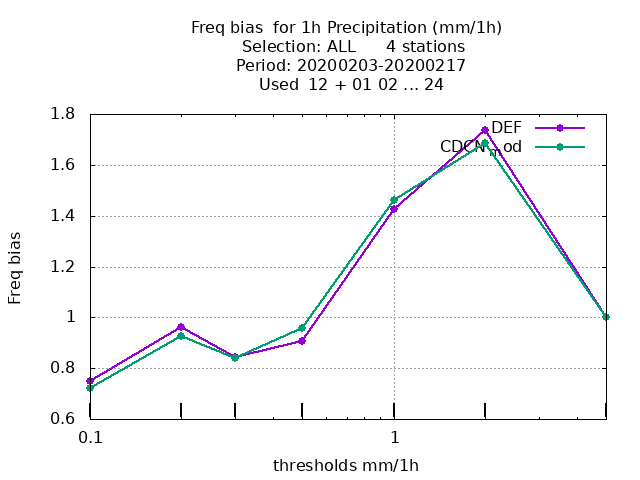 Freq bias  for 1h Precipitation (mm/1h)
Selection: ALL      4 stations
Period: 20200203-20200217
Used  12 + 01 02 ... 24
DEF
CDCN_mod
Freq bias
1.8
1.6
1.4
1.2
1
0.8
0.6
0.1
1
thresholds mm/1h